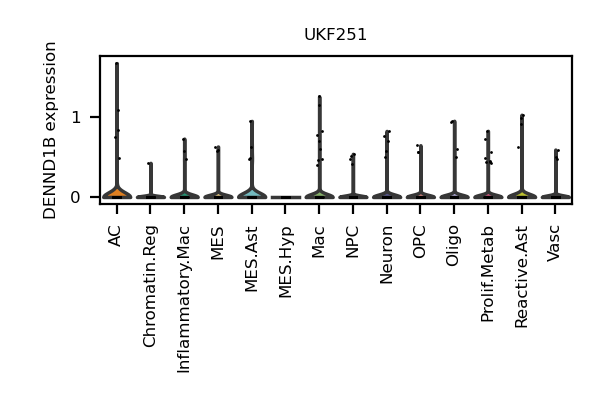 UKF251
DENND1B expression
1
0
AC
Chromatin.Reg
Inflammatory.Mac
MES
MES.Ast
MES.Hyp
Mac
NPC
Neuron
OPC
Oligo
Prolif.Metab
Reactive.Ast
Vasc